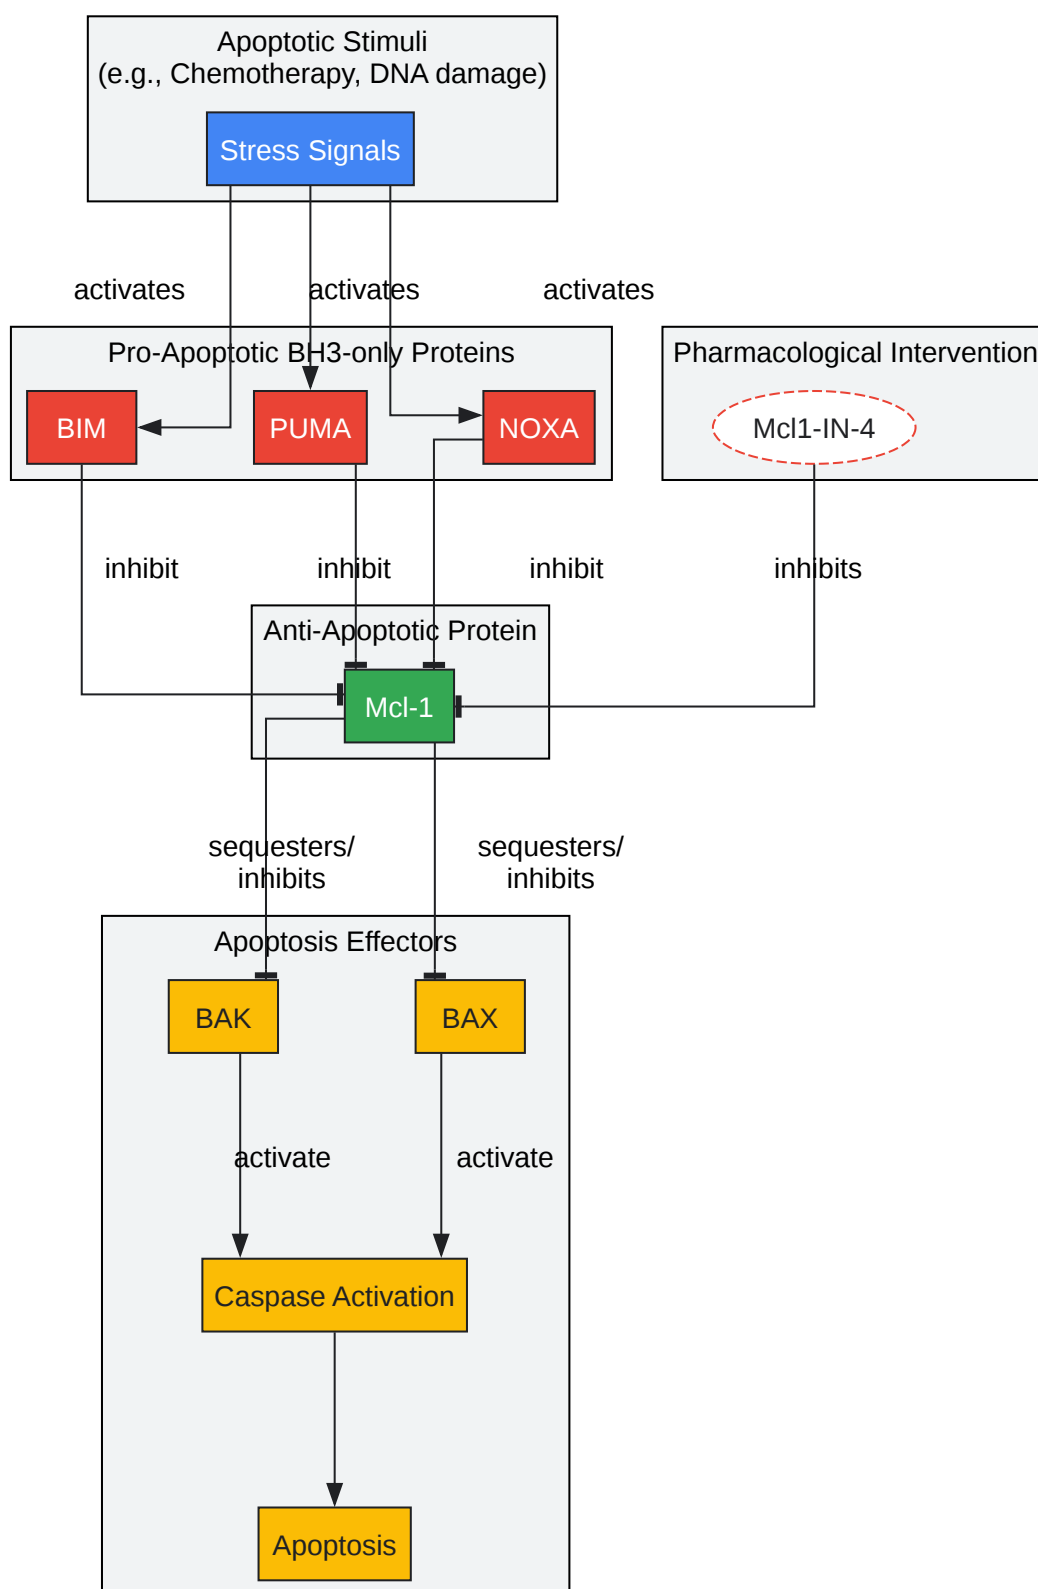 Apoptotic Stimuli
(e.g., Chemotherapy, DNA damage)
Stress Signals
activates
activates
activates
Pro-Apoptotic BH3-only Proteins
Pharmacological Intervention
BIM
PUMA
NOXA
Mcl1-IN-4
inhibit
inhibit
inhibit
inhibits
Anti-Apoptotic Protein
Mcl-1
sequesters/
inhibits
sequesters/
inhibits
Apoptosis Effectors
BAK
BAX
activate
activate
Caspase Activation
Apoptosis